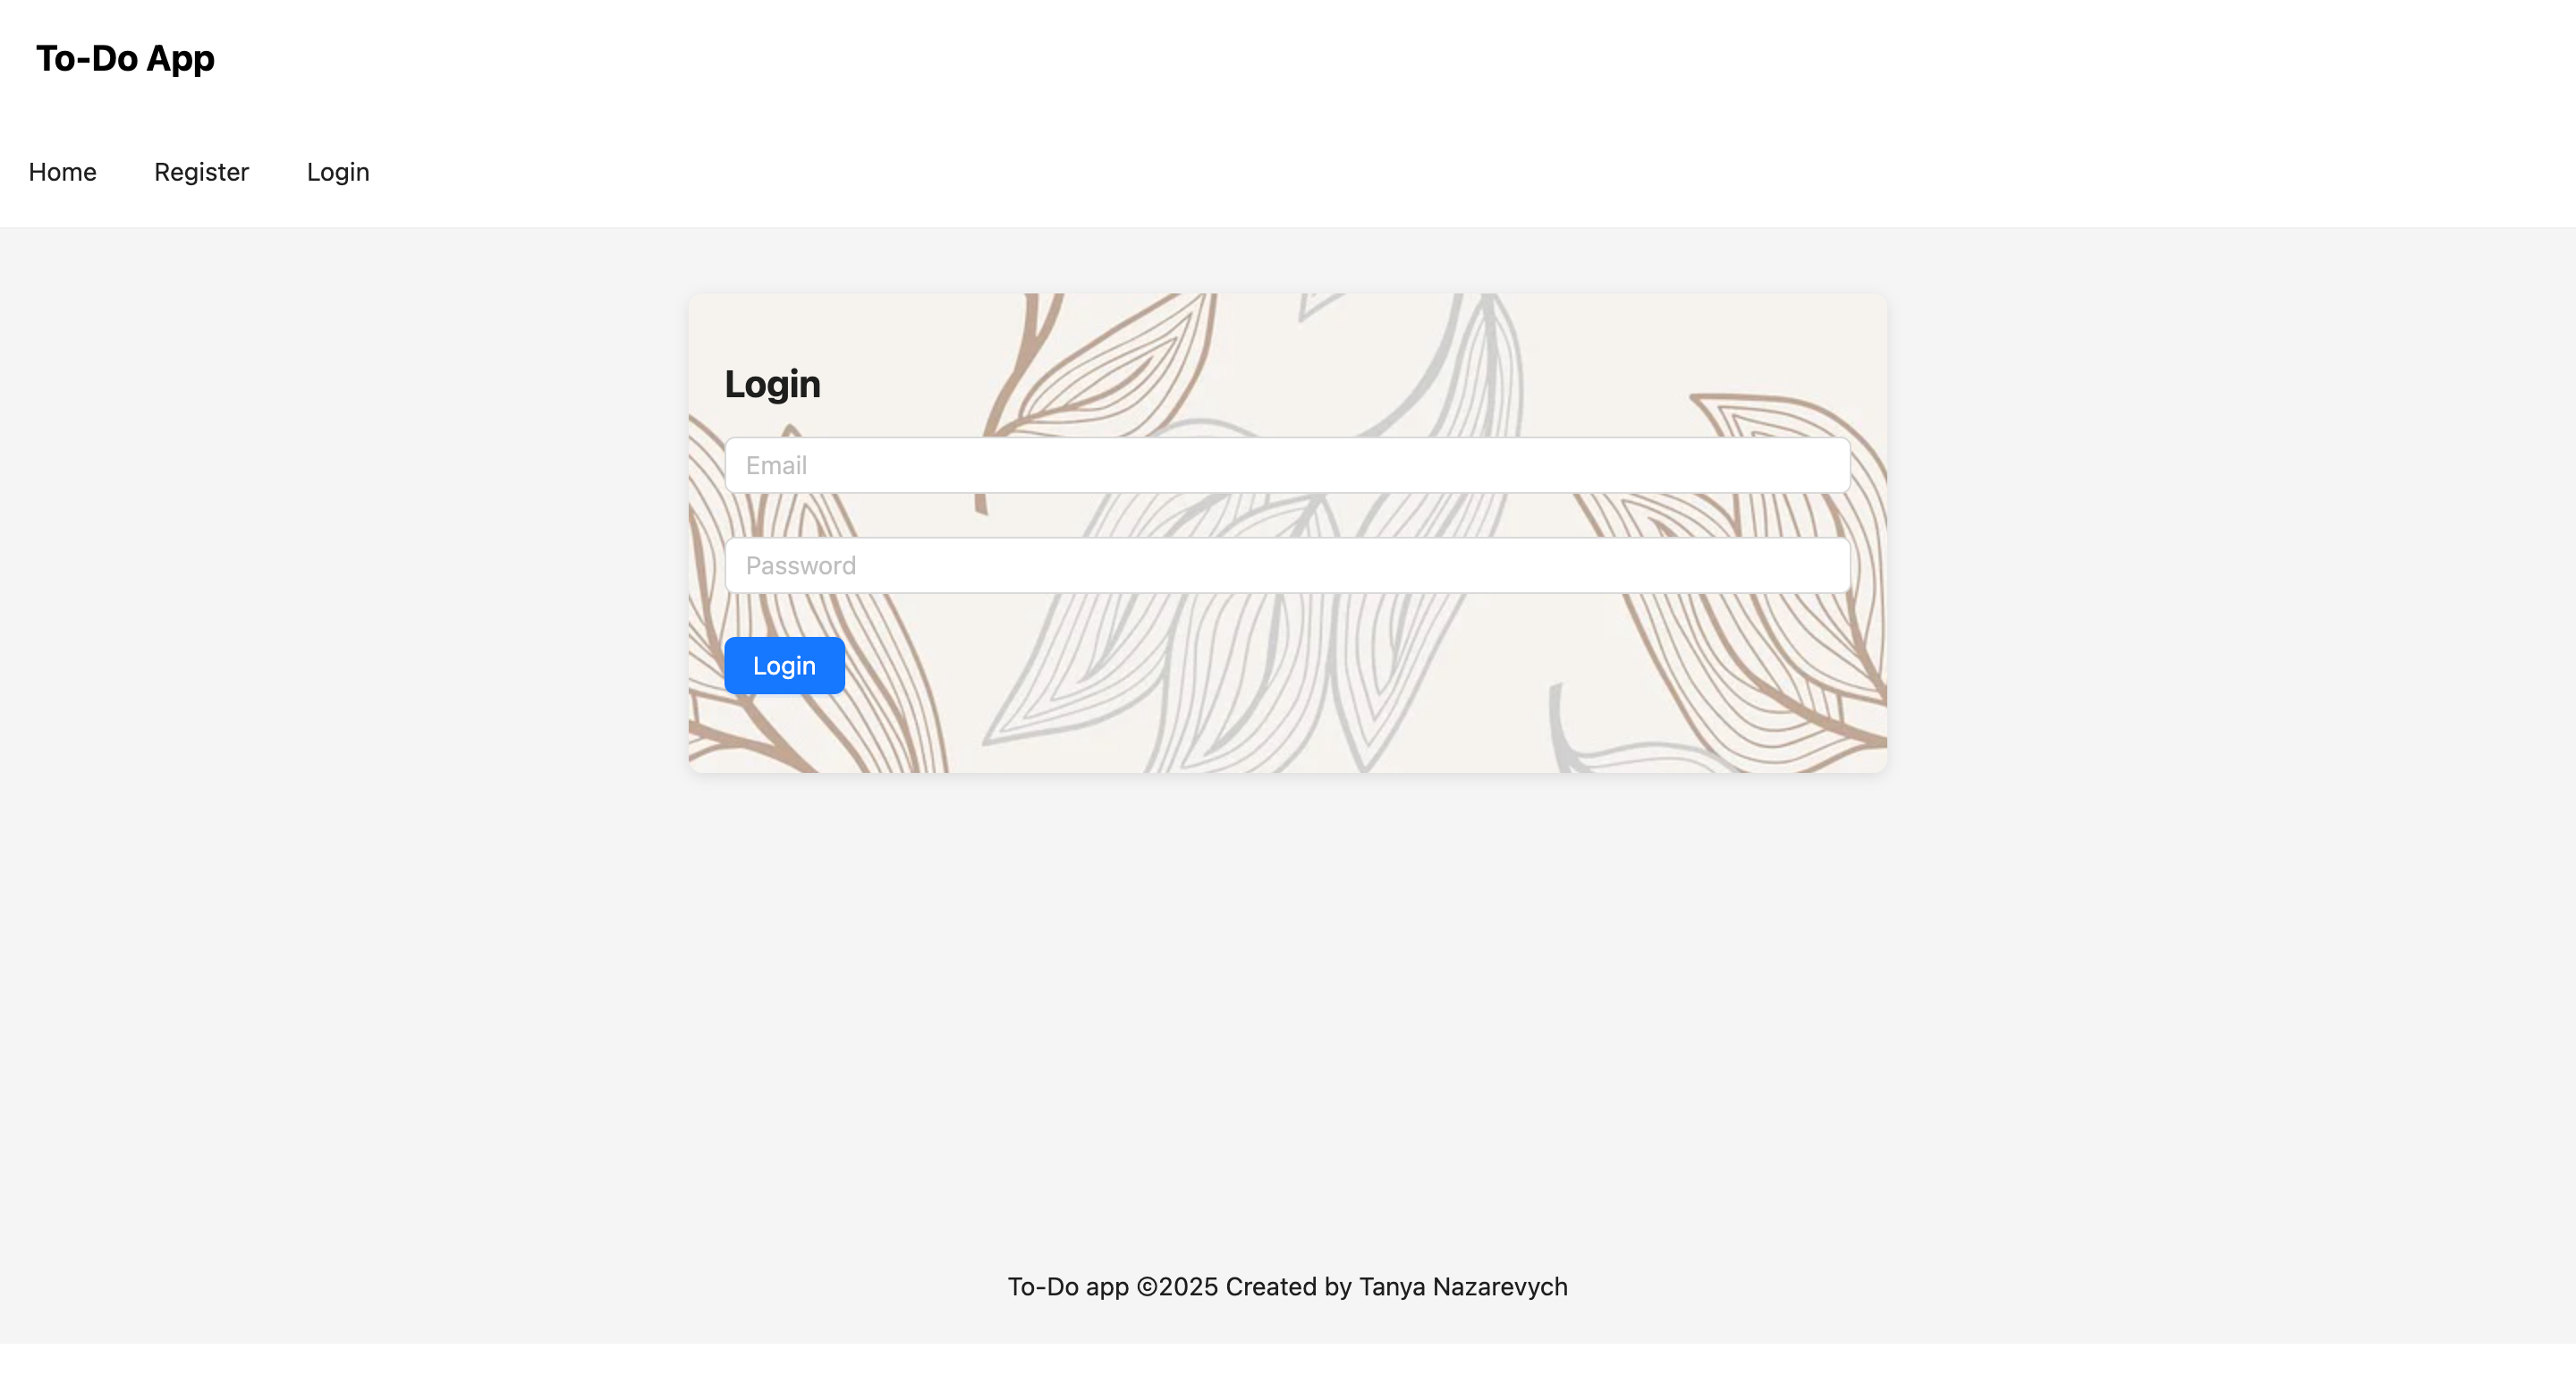 To-Do App
Home Register Login
Login
Email
Password
Login
To-Do app ©2025 Created by Tanya Nazarevych